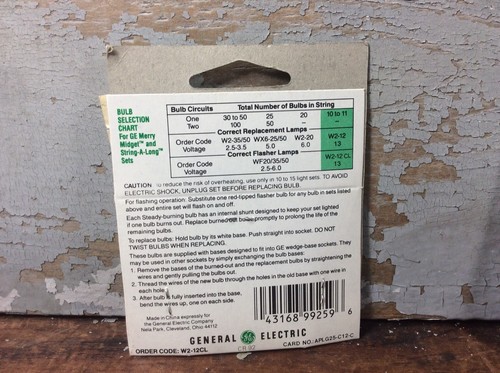 BULB
SELECTION
CHART
For GE Merry
Midget™ and
String-A-Long™
Sets
Bulb Circuits Total Number of Bulbs in String
One 30 to 50 25 20 10 to 11
Two 100 50 – –
Correct Replacement Lamps
Order Code W2-35/50 WX6-25/50 W2-20 W2-12
Voltage 2.5-3.5 5.0 6.0 13
Correct Flasher Lamps
Order Code WF20/35/50 W2-12 CL
Voltage 2.5-6.0 13
CAUTION To reduce the risk of overheating, use only in 10 to 15 light sets. TO AVOID
ELECTRIC SHOCK, UNPLUG SET BEFORE REPLACING BULB.
For flashing operation. Substitute one red-topped flasher bulb for any bulb in sets listed
above and entire set will flash on and off.
Each Steady-burning bulb has an internal shunt designed to keep your set lighted
if one bulb burns out. Replace burned-out bulbs promptly to prolong the life of the
remaining bulbs.
To replace bulbs: Hold bulb by its white base. Push straight into socket. DO NOT
TWIST BULBS WHEN REPLACING.
These bulbs are supplied with bases designed to fit into GE wedge-base sockets. They
may be used in other sockets by simply exchanging the bulb bases:
1. Remove the bases of the burned-out and the replacement bulbs by straightening the
wires and gently pulling the bulbs out.
2. Thread the wires of the new bulb through the holes in the old base with one wire in
each hole.
3. After bulb is fully inserted into the base,
bend the wires up, one on each side.
Made in China expressly for
the General Electric Company
Nela Park, Cleveland, Ohio 44112
43168 99259 6
GENERAL GE ELECTRIC
CR 92
ORDER CODE: W2-12CL CARD NO. APLG25-C12-C